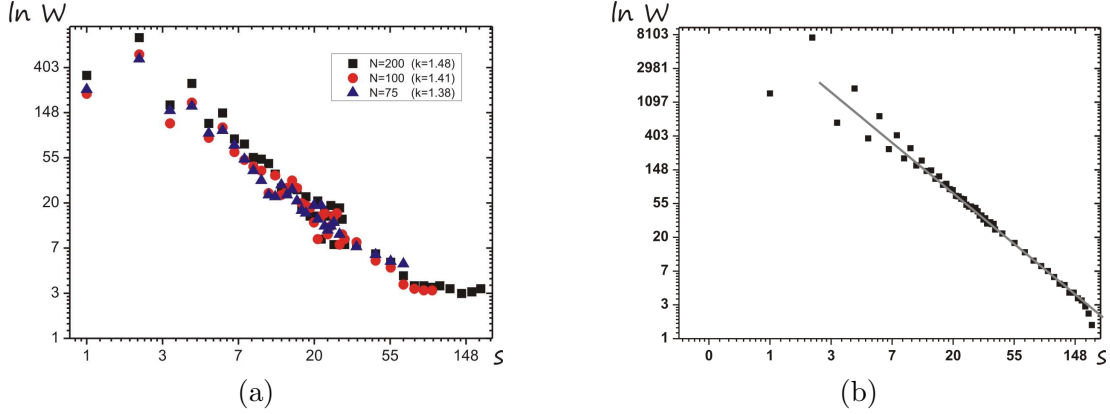 ln W
403
148
55
20
7
3
1
N=200 (k=1.48)
N=100 (k=1.41)
N=75 (k=1.38)
1 3 7 20 55 148 S
(a)
ln W
8103
2981
1097
403
148
55
20
7
3
1
0 1 3 7 20 55 148 S
(b)